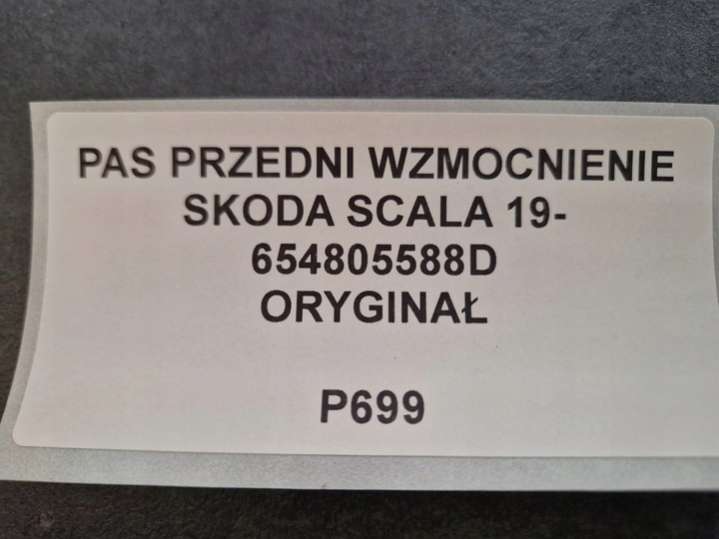 PAS PRZEDNI WZMOCNIENIE
SKODA SCALA 19-
654805588D
ORYGINAŁ
P699